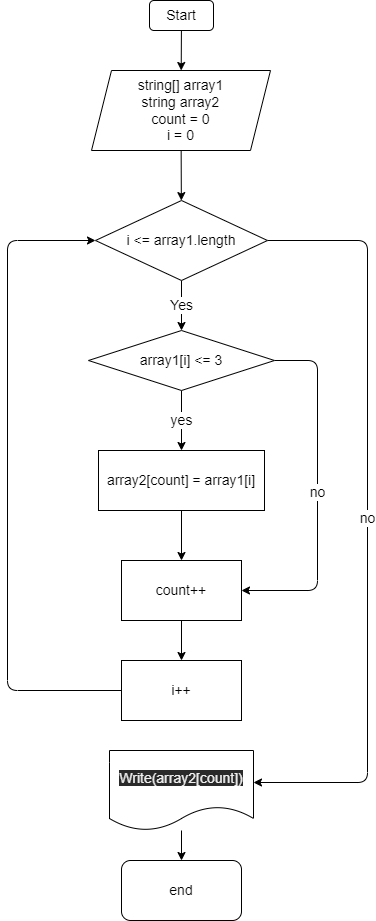 Start
string[] array1
string array2
count = 0
i = 0
i <= array1.length
Yes
array1[i] <= 3
yes
array2[count] = array1[i]
no
no
count++
i++
Write(array2[count])
end